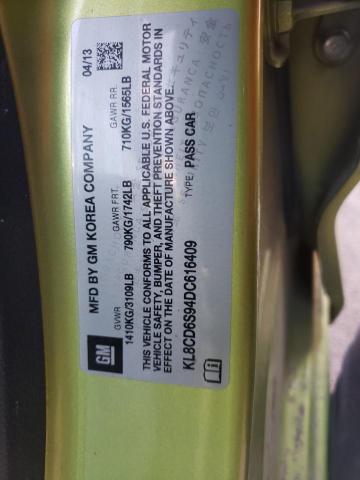 GM
MFD BY GM KOREA COMPANY 04/13
GVWR GAWR FRT. GAWR RR.
1410KG/3109LB 790KG/1742LB 710KG/1565LB
THIS VEHICLE CONFORMS TO ALL APPLICABLE U.S. FEDERAL MOTOR
VEHICLE SAFETY, BUMPER, AND THEFT PREVENTION STANDARDS IN
EFFECT ON THE DATE OF MANUFACTURE SHOWN ABOVE.
TYPE: PASS CAR
KL8CD6S94DC616409